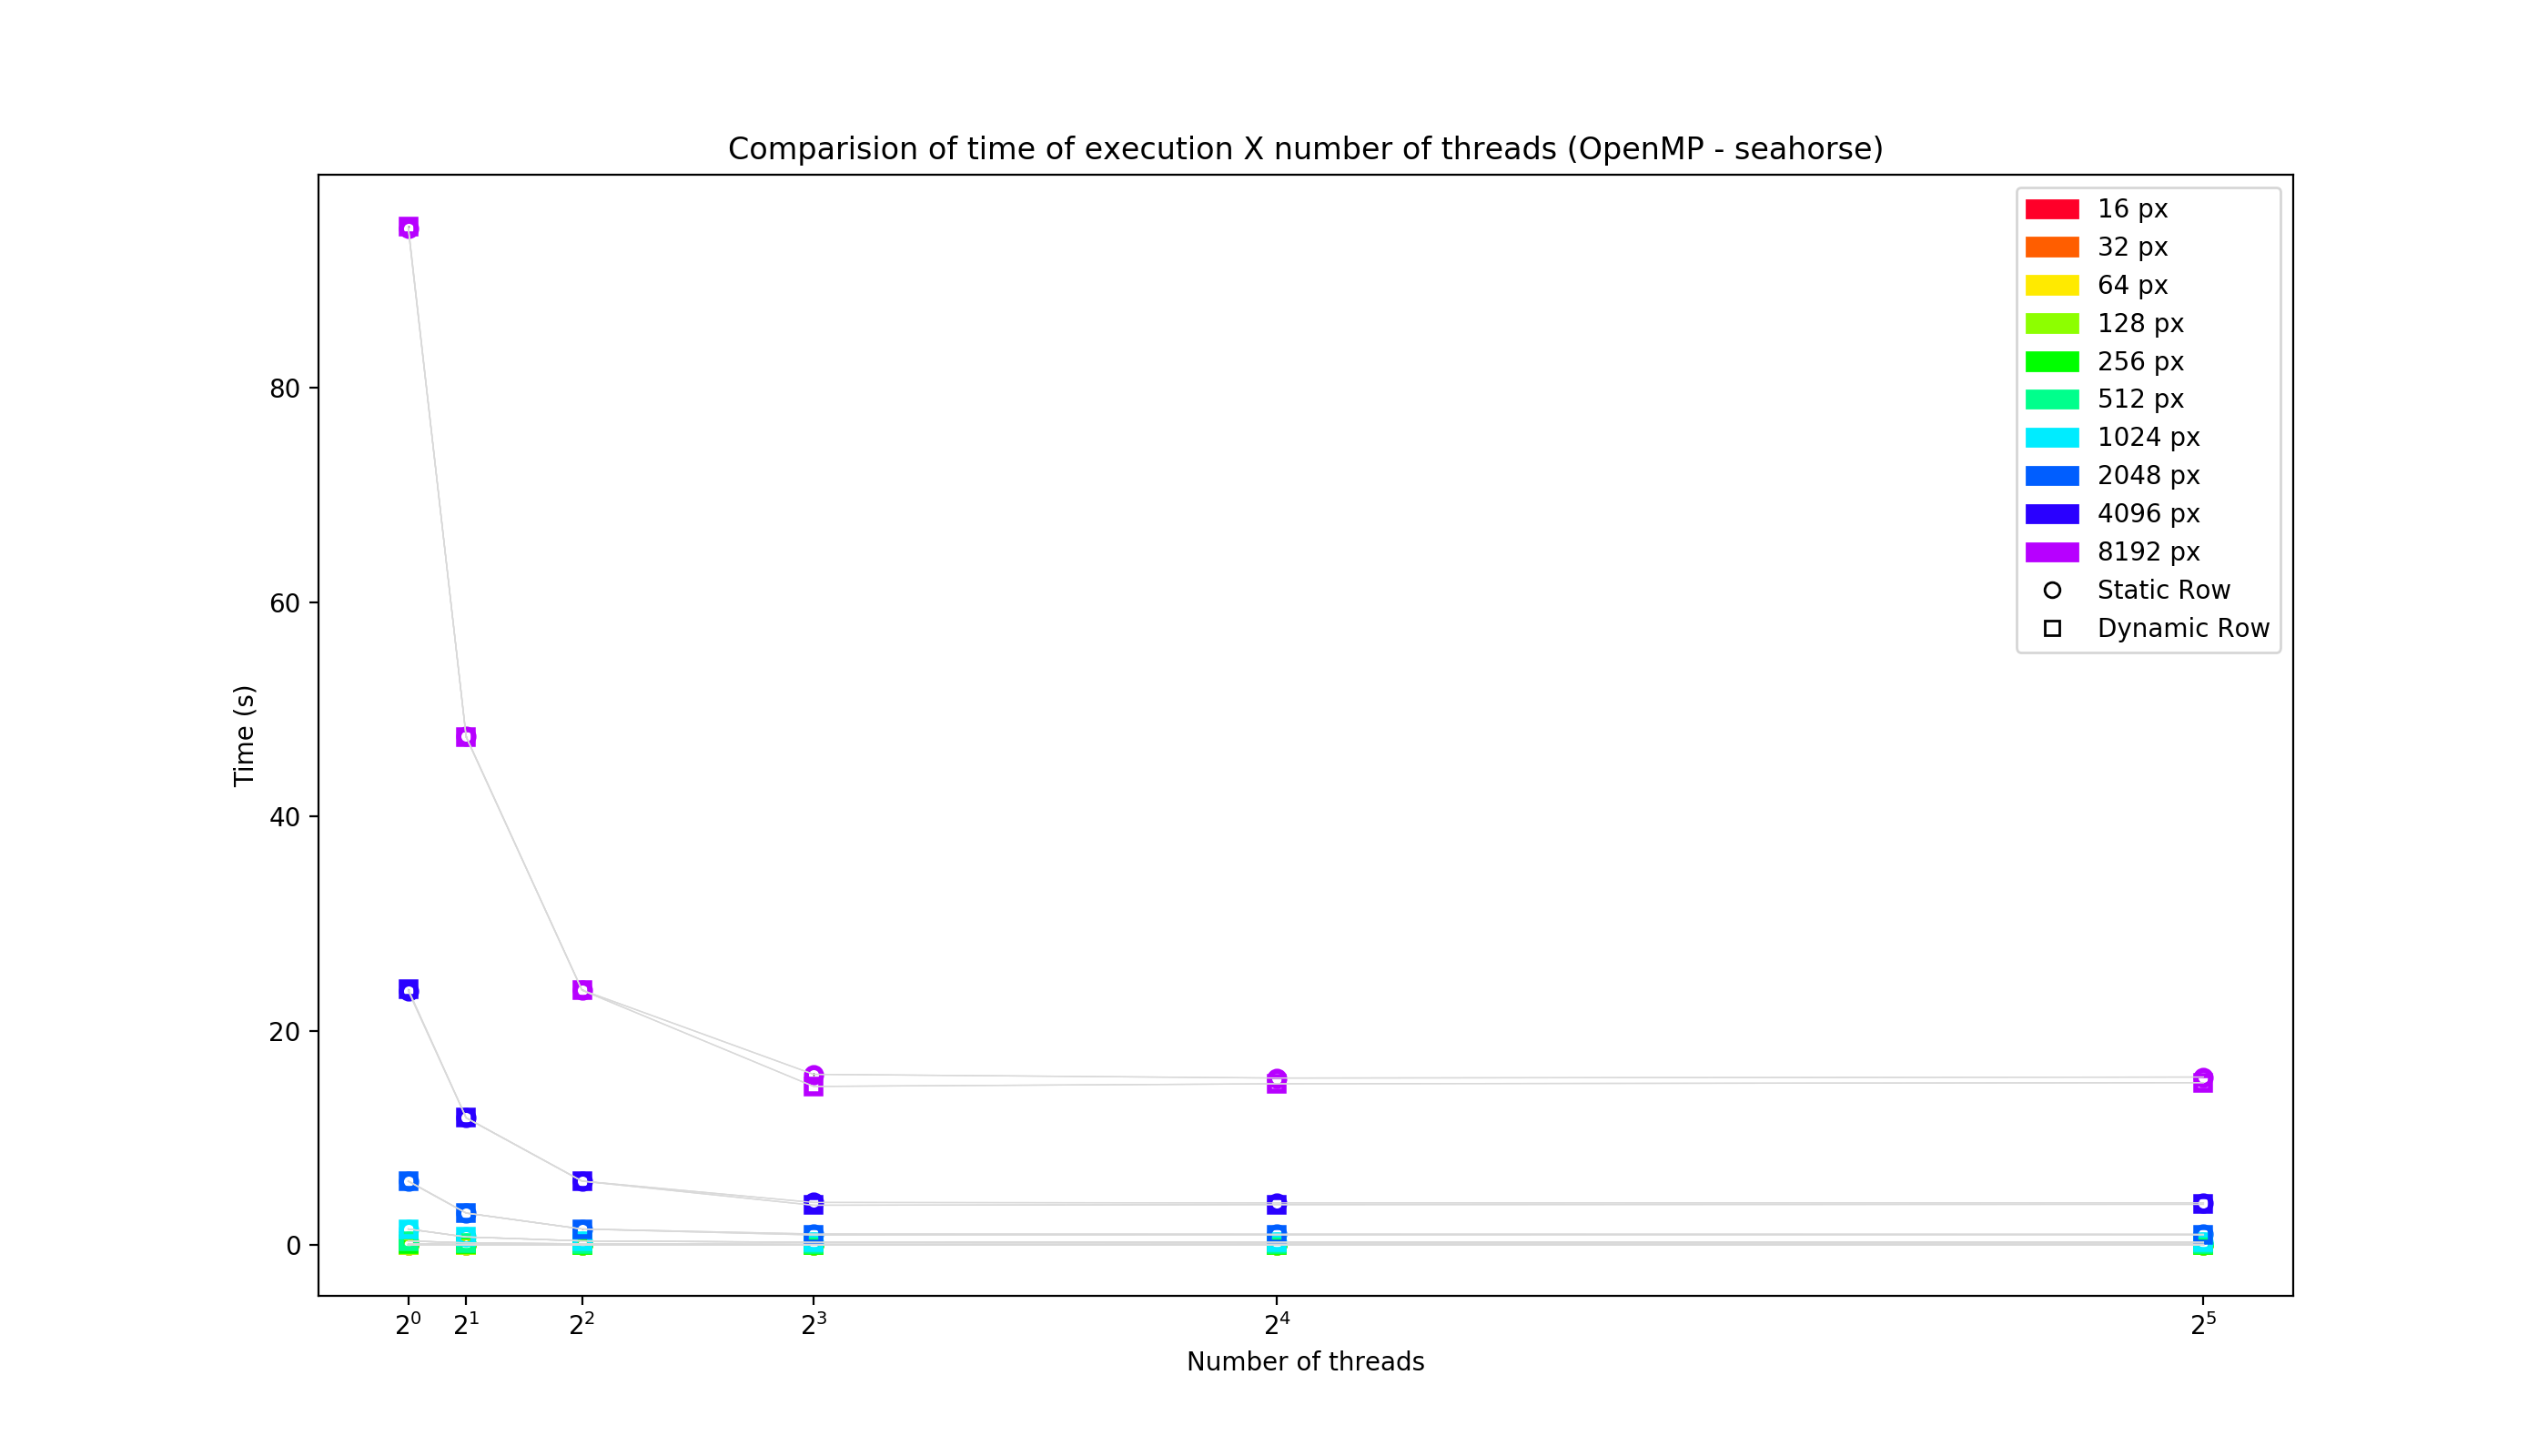 Comparision of time of execution X number of threads (OpenMP - seahorse)
16 px
32 px
64 px
128 px
256 px
512 px
1024 px
2048 px
4096 px
8192 px
Static Row
Dynamic Row
Time (s)
80
60
40
20
0
2⁰ 2¹ 2² 2³ 2⁴ 2⁵
Number of threads